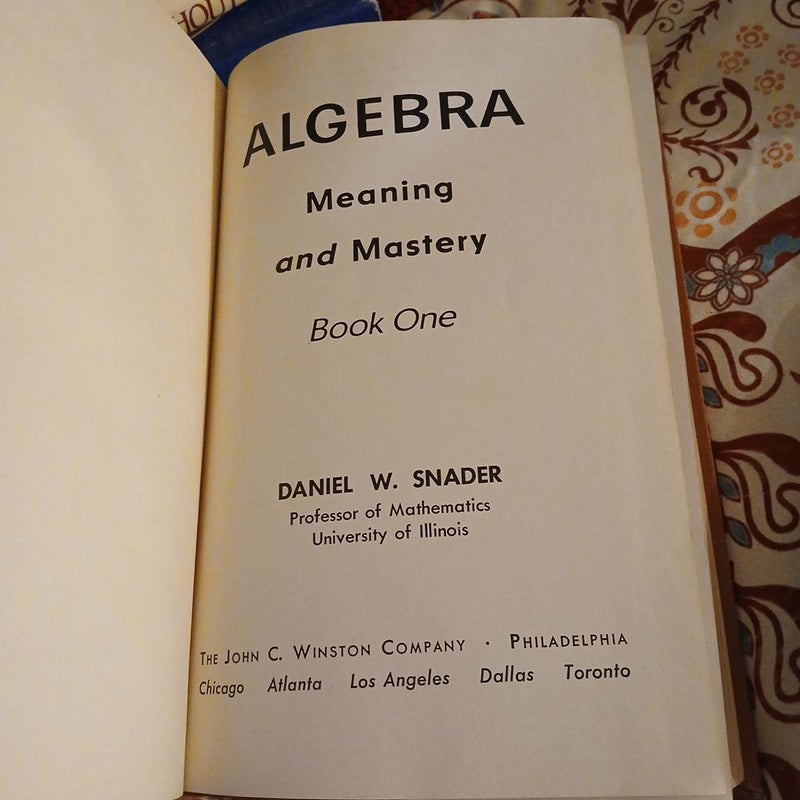 HOUT
ALGEBRA
Meaning
and Mastery
Book One
DANIEL W. SNADER
Professor of Mathematics
University of Illinois
THE JOHN C. WINSTON COMPANY · PHILADELPHIA
Chicago Atlanta Los Angeles Dallas Toronto